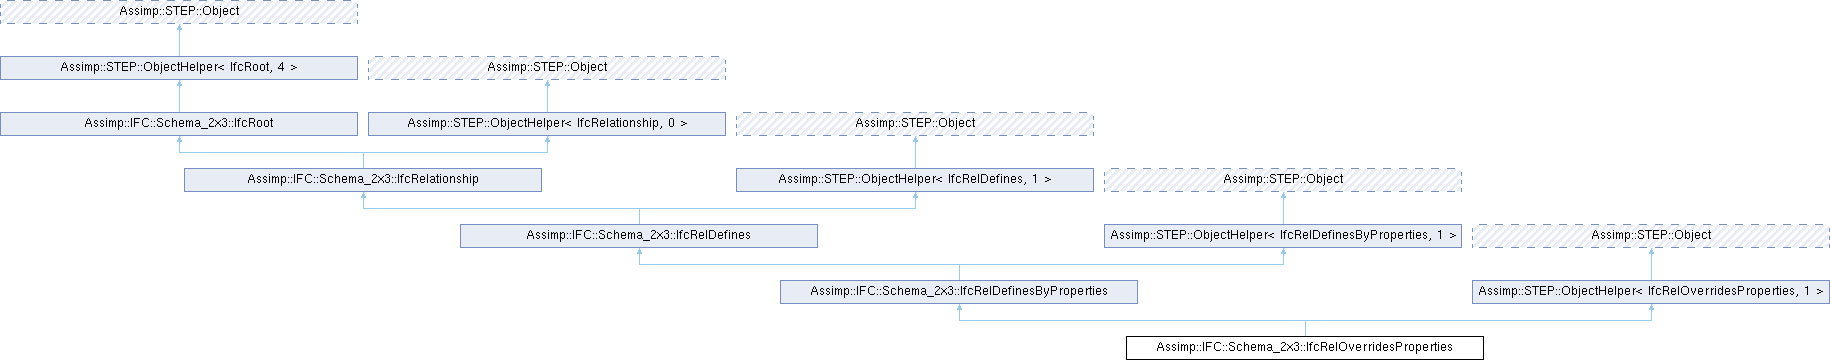 Assimp::STEP::Object
Assimp::STEP::ObjectHelper< IfcRoot, 4 >
Assimp::STEP::Object
Assimp::IFC::Schema_2x3::IfcRoot
Assimp::STEP::ObjectHelper< IfcRelationship, 0 >
Assimp::STEP::Object
Assimp::IFC::Schema_2x3::IfcRelationship
Assimp::STEP::ObjectHelper< IfcRelDefines, 1 >
Assimp::STEP::Object
Assimp::IFC::Schema_2x3::IfcRelDefines
Assimp::STEP::ObjectHelper< IfcRelDefinesByProperties, 1 >
Assimp::STEP::Object
Assimp::IFC::Schema_2x3::IfcRelDefinesByProperties
Assimp::STEP::ObjectHelper< IfcRelOverridesProperties, 1 >
Assimp::IFC::Schema_2x3::IfcRelOverridesProperties